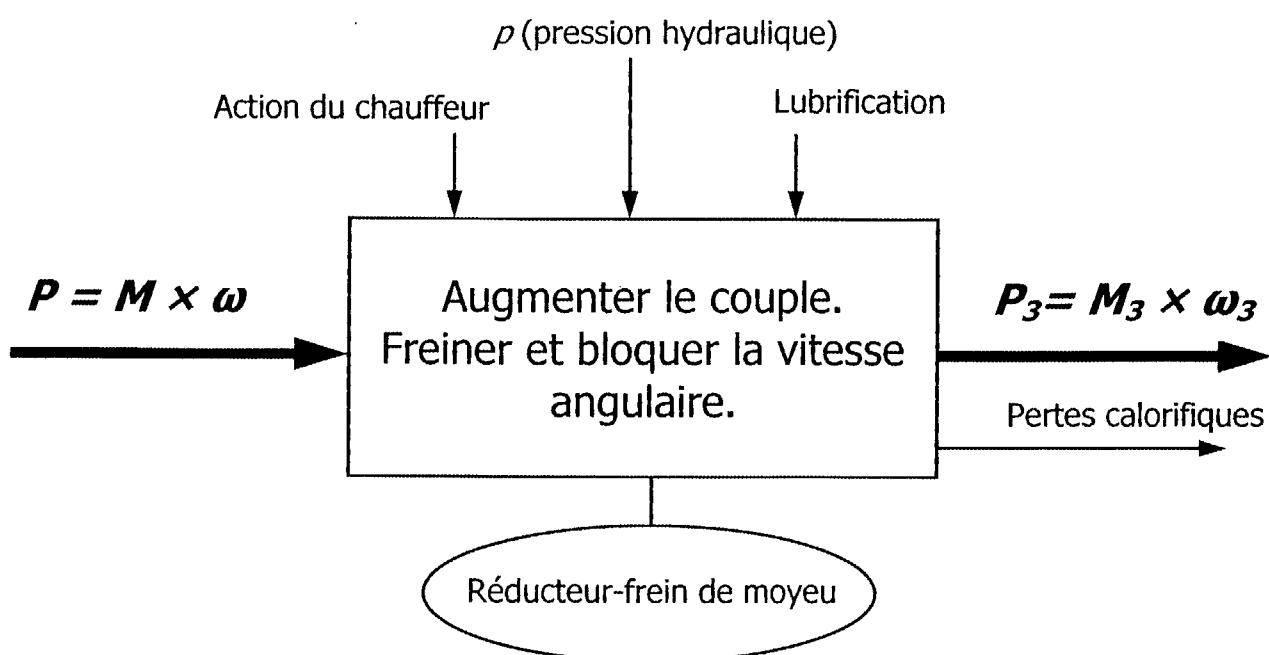 p (pression hydraulique)
Action du chauffeur
Lubrification
P = M × ω
Augmenter le couple.
Freiner et bloquer la vitesse
angulaire.
P₃= M₃ × ω₃
Pertes calorifiques
Réducteur-frein de moyeu